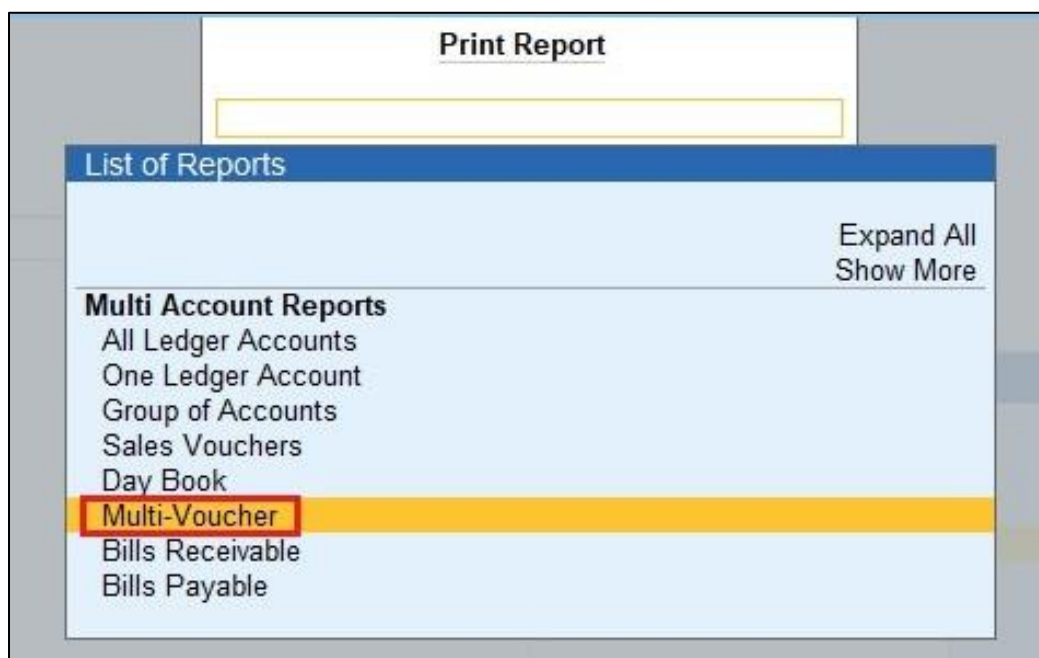 Print Report
List of Reports
Expand All
Show More
Multi Account Reports
All Ledger Accounts
One Ledger Account
Group of Accounts
Sales Vouchers
Day Book
Multi-Voucher
Bills Receivable
Bills Payable